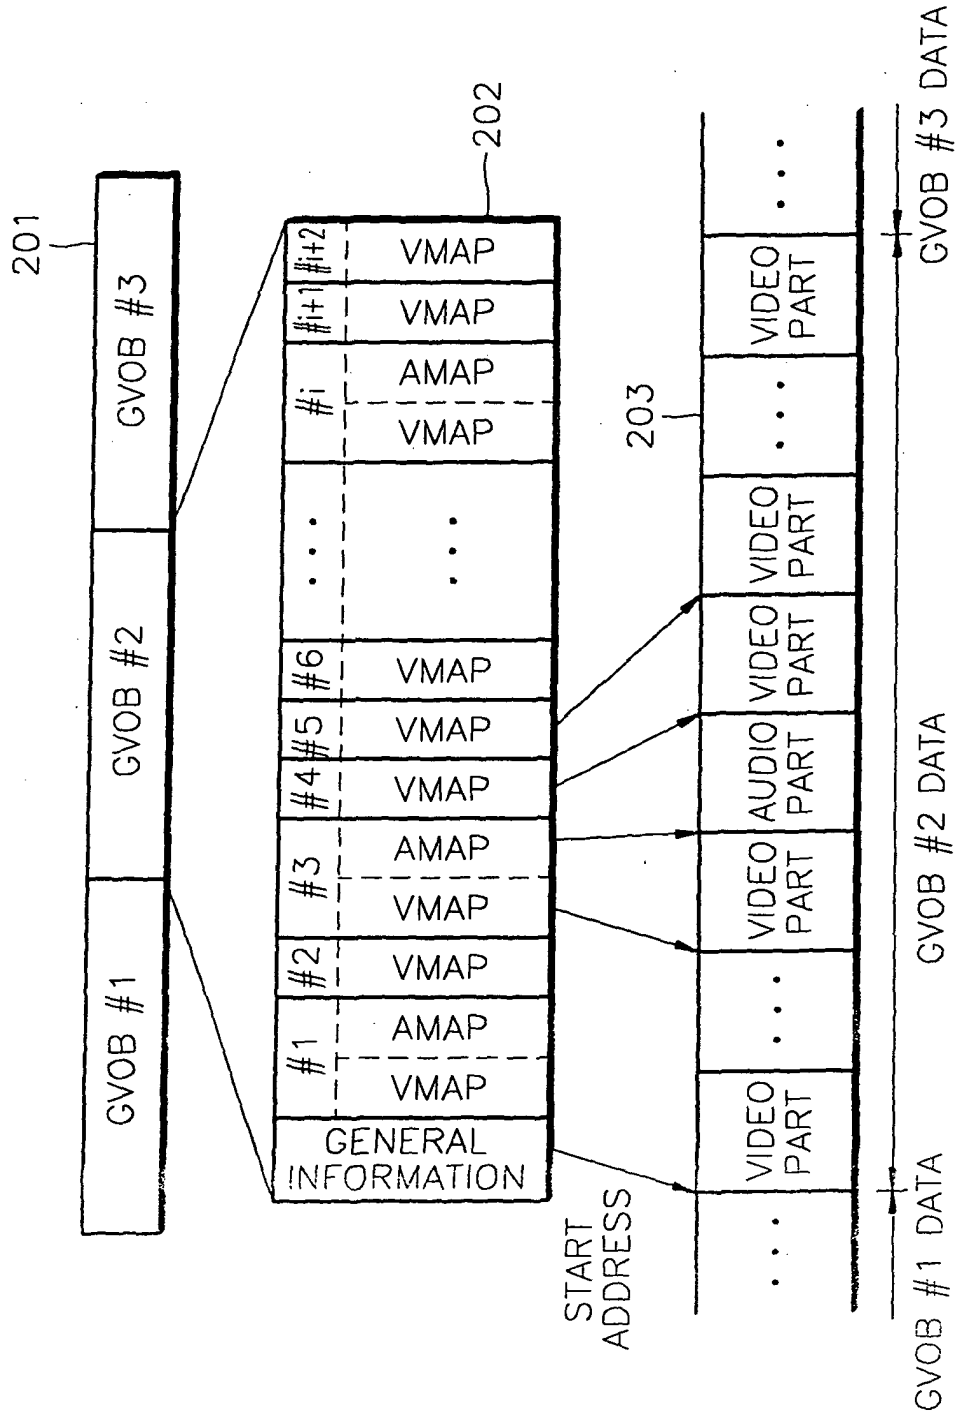 201
GVOB #1
GVOB #2
GVOB #3
202
#1
#2
#3
#4
#5
#6
...
#i
#i+1
#i+2
GENERAL
INFORMATION
VMAP
AMAP
VMAP
VMAP
AMAP
VMAP
VMAP
VMAP
...
VMAP
AMAP
VMAP
VMAP
START
ADDRESS
203
...
VIDEO
PART
...
VIDEO
PART
AUDIO
PART
VIDEO
PART
VIDEO
PART
...
VIDEO
PART
...
GVOB #1 DATA
GVOB #2 DATA
GVOB #3 DATA